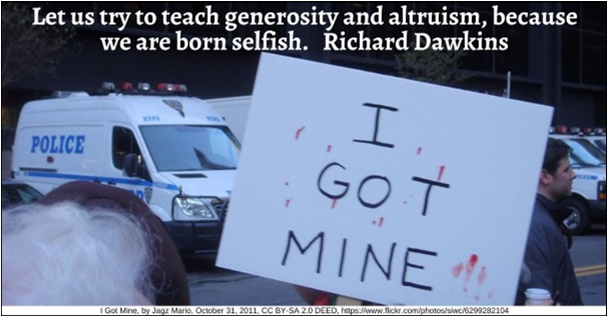 Let us try to teach generosity and altruism, because
we are born selfish. Richard Dawkins
POLICE
I
GOT
MINE
I Got Mine, by Jagz Mario, October 31, 2011, CC BY-SA 2.0 DEED, https://www.flickr.com/photos/siwc/6299282104